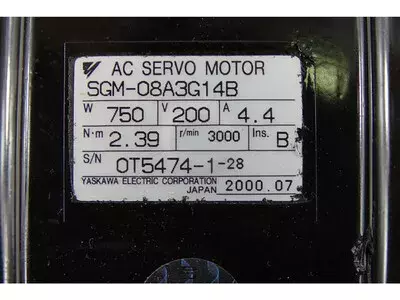 AC SERVO MOTOR
SGM-08A3G14B
W 750 V 200 A 4.4
N·m 2.39 r/min 3000 Ins. B
S/N 0T5474-1-28
YASKAWA ELECTRIC CORPORATION
JAPAN 2000.07